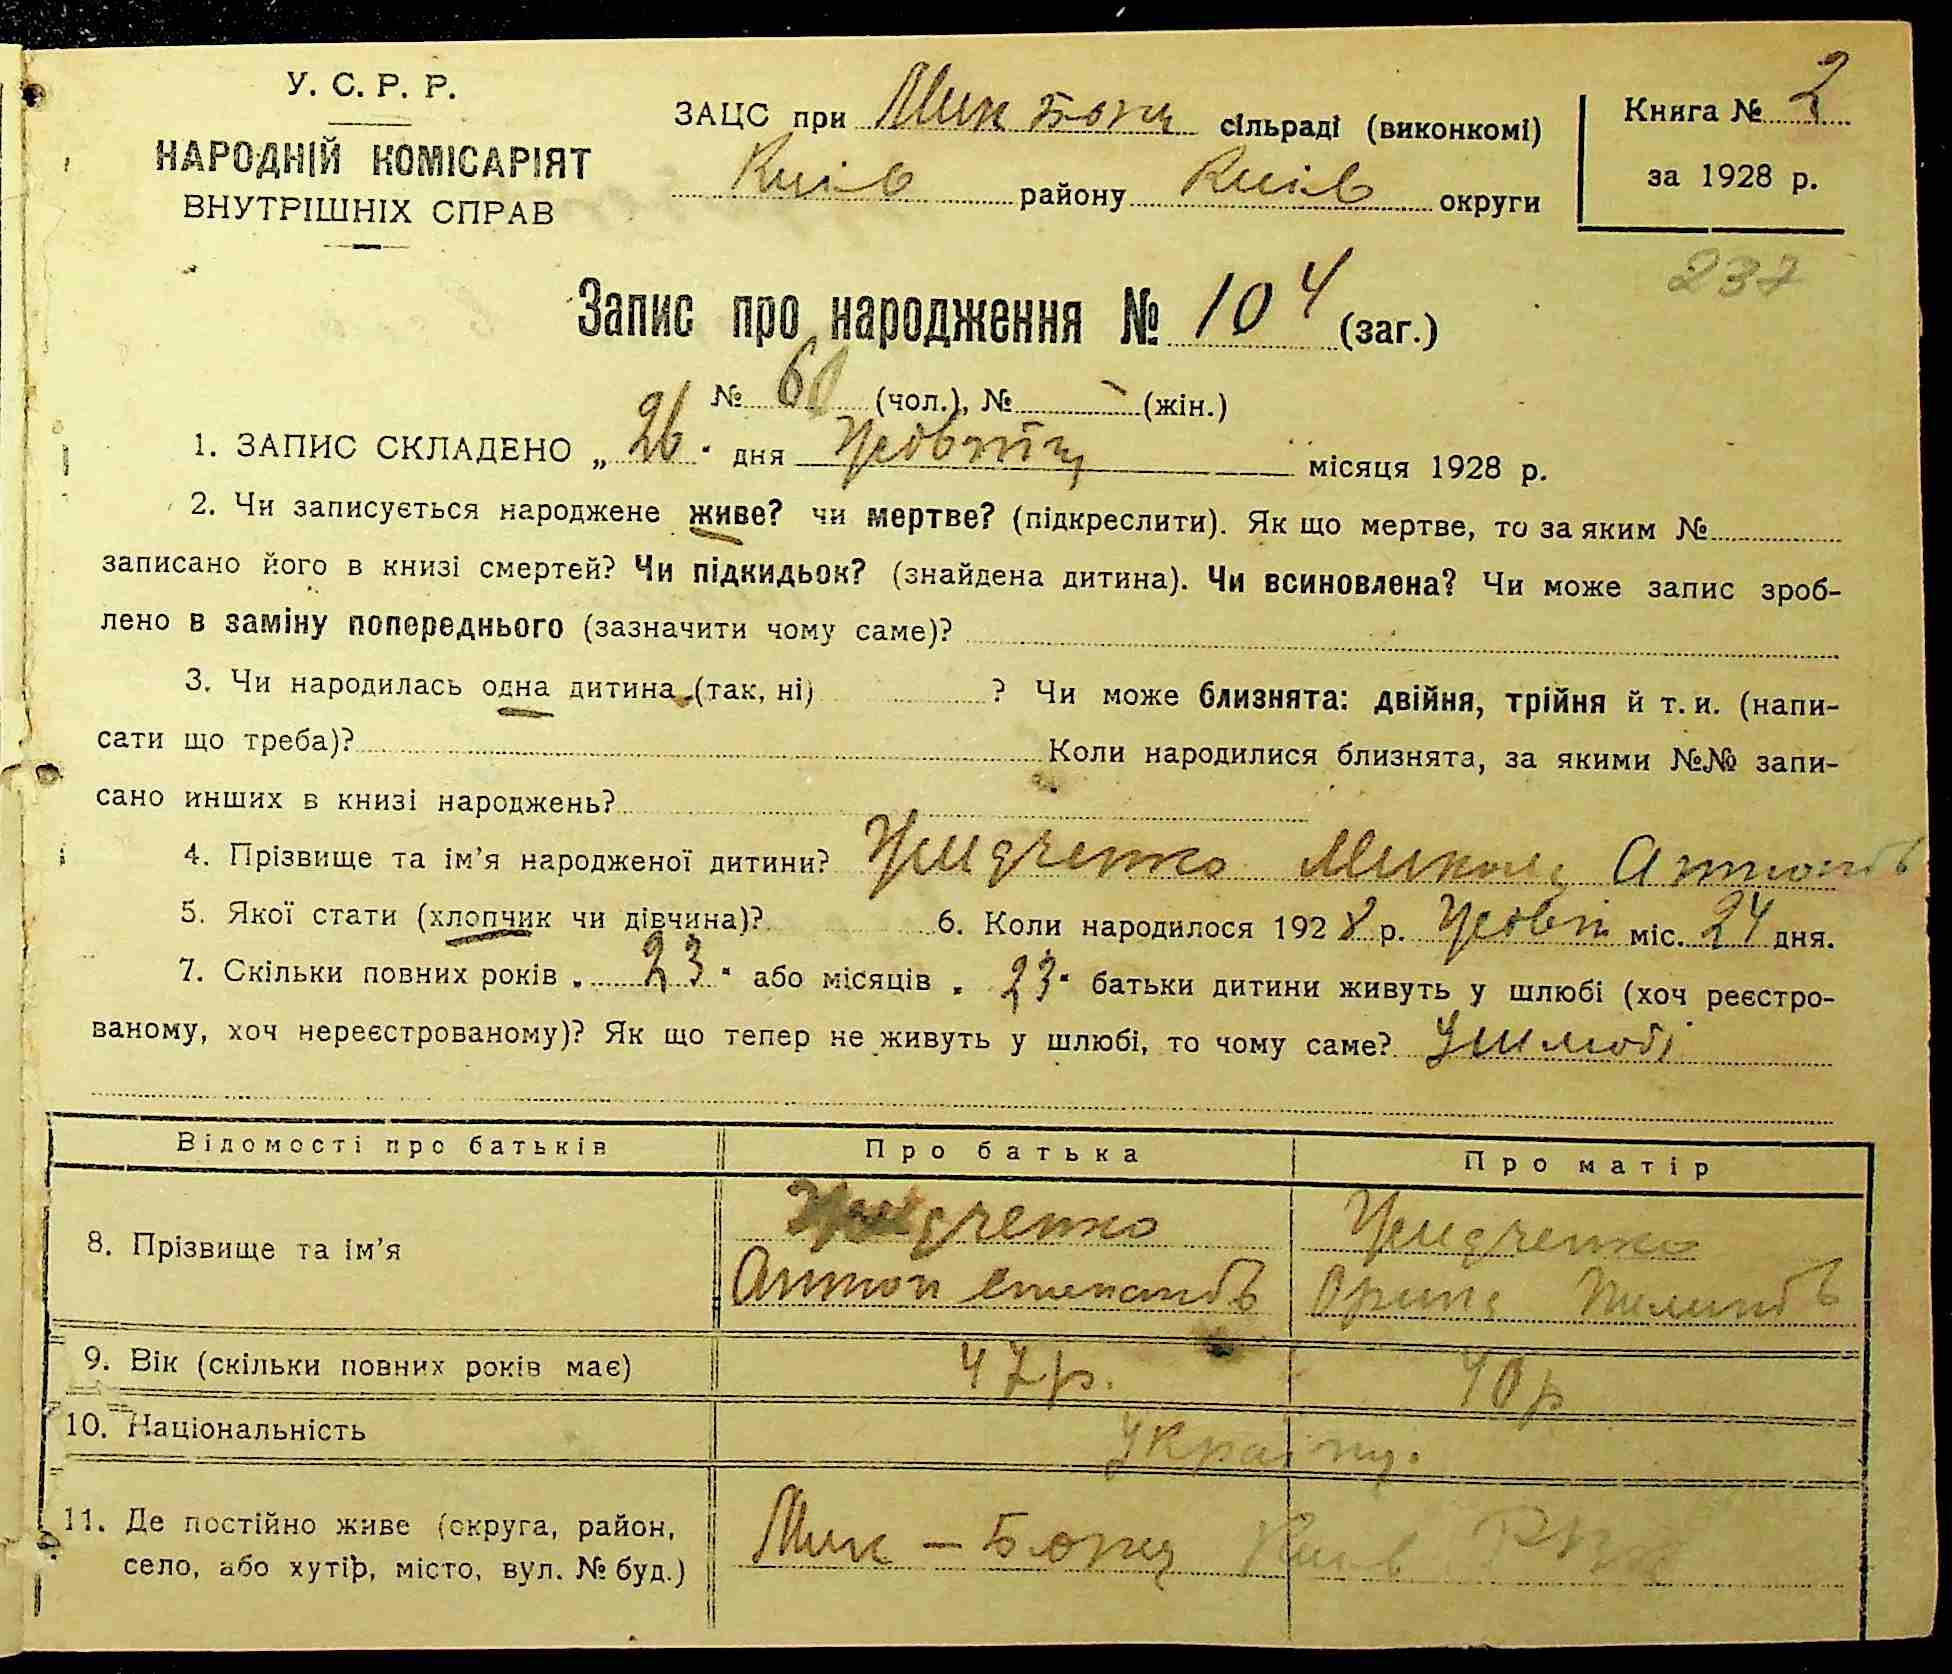 У. С. Р. Р.
НАРОДНІЙ КОМІСАРІЯТ
ВНУТРІШНІХ СПРАВ
ЗАЦС при Мик Борщ сільраді (виконкомі)
Київ району Київ округи
Книга № 2
за 1928 р.
237
Запис про народження № 104 (заг.)
№ 60 (чол.), № - (жін.)
1. ЗАПИС СКЛАДЕНО „ 26 " дня місяця 1928 р.
2. Чи записується народжене живе? чи мертве? (підкреслити). Як що мертве, то за яким №
записано його в книзі смертей? Чи підкидьок? (знайдена дитина). Чи всиновлена? Чи може запис зроб-
лено в заміну попереднього (зазначити чому саме)?
3. Чи народилась одна дитина (так, ні) ? Чи може близнята: двійня, трійня й т. и. (напи-
сати що треба)? Коли народилися близнята, за якими №№ запи-
сано инших в книзі народжень?
4. Прізвище та ім'я народженої дитини? Микола Антонів
5. Якої стати (хлопчик чи дівчина)? 6. Коли народилося 1928 р. міс. 24 дня.
7. Скільки повних років „ 23 " або місяців „ 23 " батьки дитини живуть у шлюбі (хоч реєстро-
ваному, хоч нереєстрованому)? Як що тепер не живуть у шлюбі, то чому саме? У шлюбі
Відомості про батьків Про батька Про матір
8. Прізвище та ім'я
Антон Степанов Орина
9. Вік (скільки повних років має) 47 р. 40 р
10. Національність Україн.
11. Де постійно живе (округа, район,
село, або хутір, місто, вул. № буд.) Мик - Борщ Київ